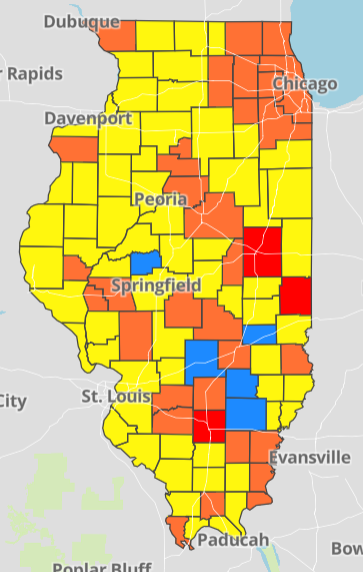 Dubuque
Rapids
Chicago
Davenport
Peoria
Springfield
City
St. Louis
Evansville
Paducah
Poplar Bluff
Bow